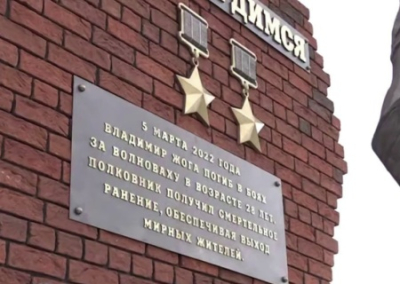 ДИМСЯ
5 МАРТА 2022 ГОДА
ВЛАДИМИР ЖОГА ПОГИБ В БОЮ
ЗА ВОЛНОВАХУ В ВОЗРАСТЕ 28 ЛЕТ.
ПОЛКОВНИК ПОЛУЧИЛ СМЕРТЕЛЬНОЕ
РАНЕНИЕ, ОБЕСПЕЧИВАЯ ВЫХОД
МИРНЫХ ЖИТЕЛЕЙ.